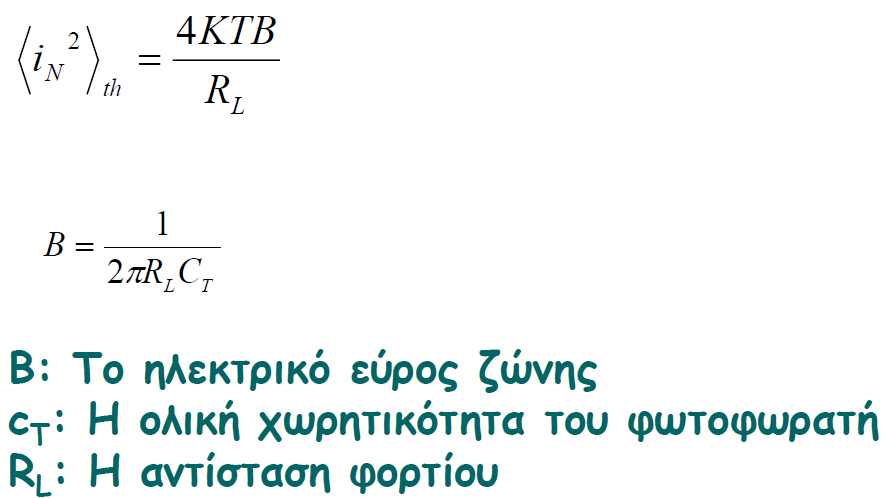 ⟨i_N²⟩_th = 4KTB / R_L
B = 1 / 2πR_L C_T
B: Το ηλεκτρικό εύρος ζώνης
c_T: Η ολική χωρητικότητα του φωτοφωρατή
R_L: Η αντίσταση φορτίου